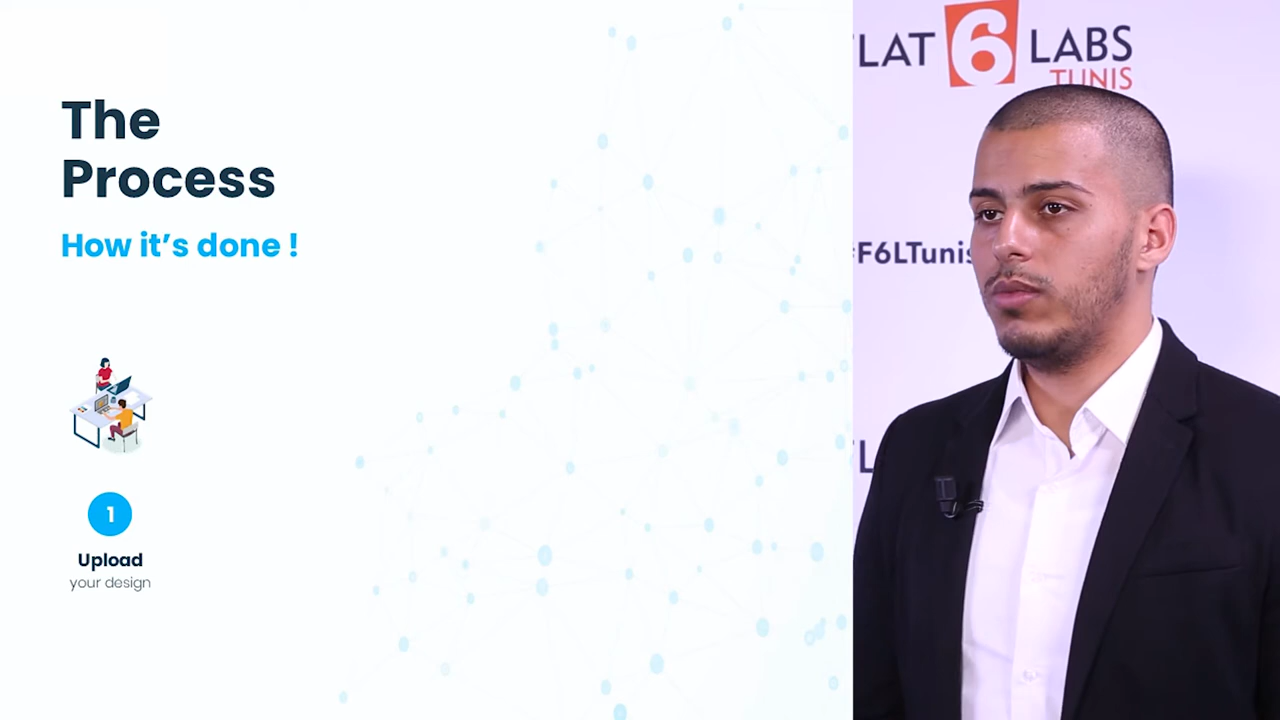 The
Process
How it's done !
1
Upload
your design
LAT 6 LABS
TUNIS
F6LTunis